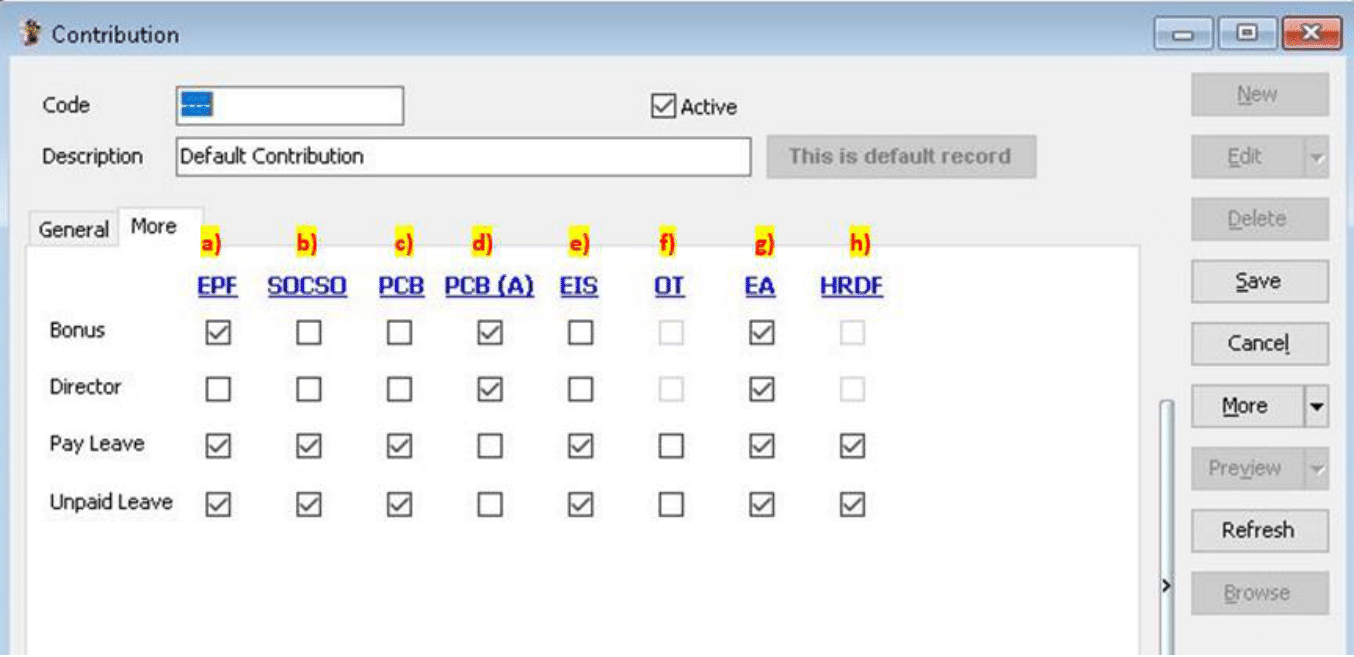 Contribution
Code ----
Active
New
Description Default Contribution
This is default record
Edit
Delete
General More
a) b) c) d) e) f) g) h)
EPF SOCSO PCB PCB (A) EIS OT EA HRDF
Save
Bonus
Cancel
Director
More
Pay Leave
Preview
Unpaid Leave
Refresh
Browse